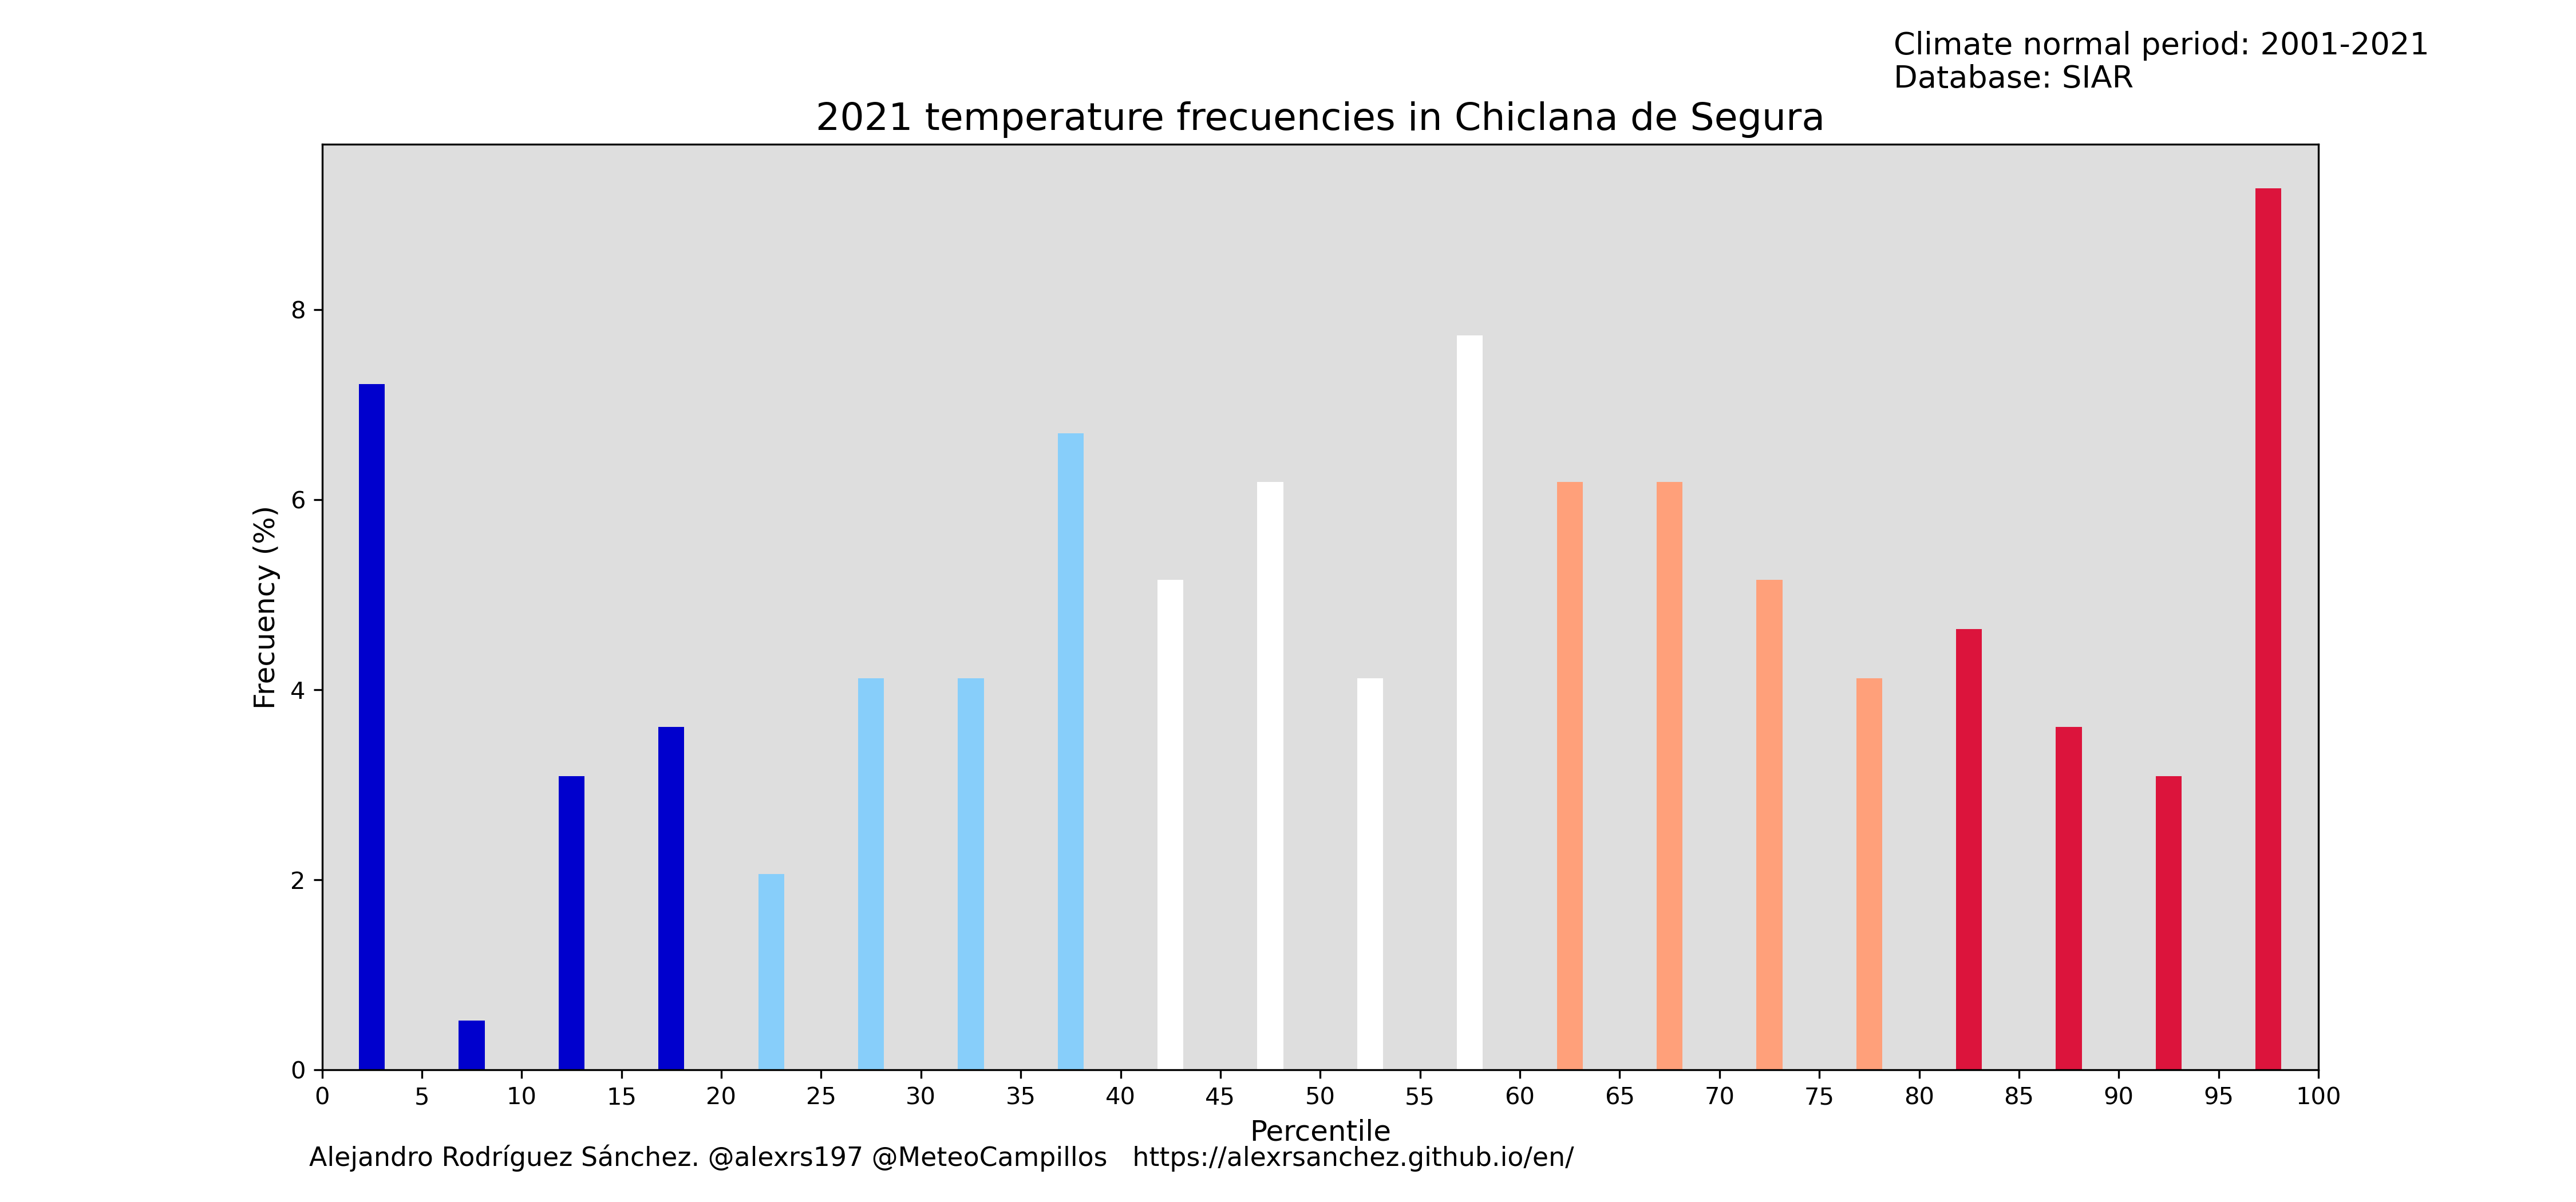 Climate normal period: 2001-2021
Database: SIAR
2021 temperature frecuencies in Chiclana de Segura
Frecuency (%)
8
6
4
2
0
0 5 10 15 20 25 30 35 40 45 50 55 60 65 70 75 80 85 90 95 100
Percentile
Alejandro Rodríguez Sánchez. @alexrs197 @MeteoCampillos https://alexrsanchez.github.io/en/